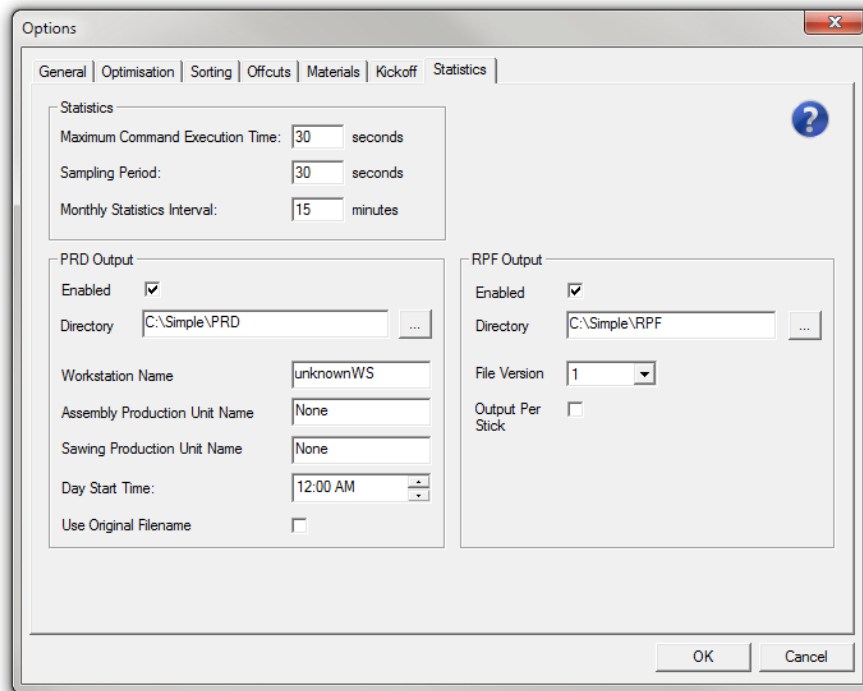 Options
General
Optimisation
Sorting
Offcuts
Materials
Kickoff
Statistics
Statistics
Maximum Command Execution Time: 30 seconds
Sampling Period: 30 seconds
Monthly Statistics Interval: 15 minutes
PRD Output
Enabled
Directory C:\Simple\PRD ...
Workstation Name unknownWS
Assembly Production Unit Name None
Sawing Production Unit Name None
Day Start Time: 12:00 AM
Use Original Filename
RPF Output
Enabled
Directory C:\Simple\RPF ...
File Version 1
Output Per
Stick
OK
Cancel